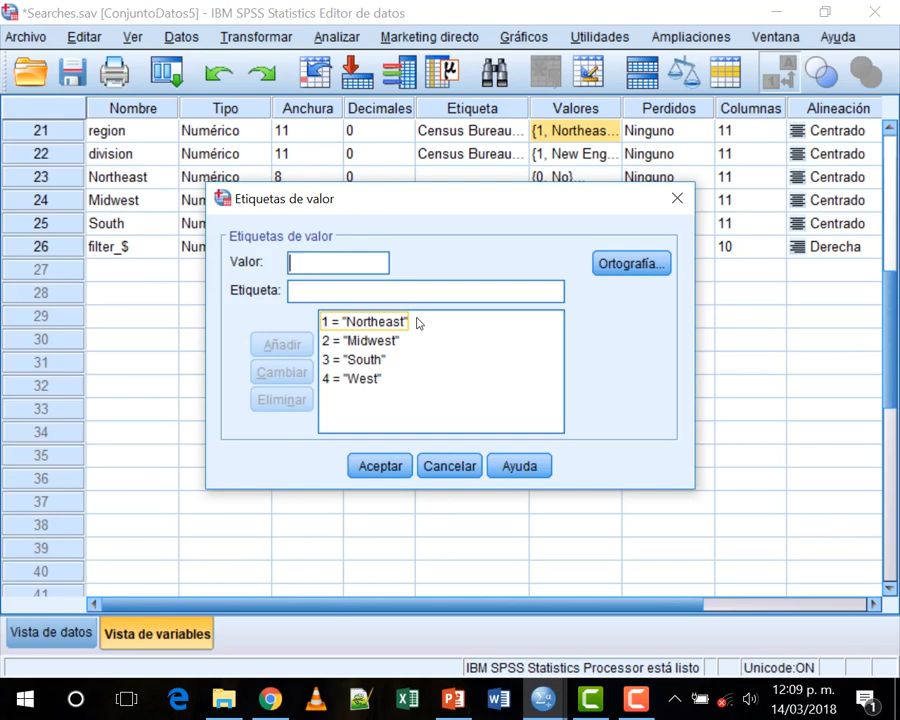 *Searches.sav [ConjuntoDatos5] - IBM SPSS Statistics Editor de datos
Archivo Editar Ver Datos Transformar Analizar Marketing directo Gráficos Utilidades Ampliaciones Ventana Ayuda
Nombre Tipo Anchura Decimales Etiqueta Valores Perdidos Columnas Alineación
21 region Numérico 11 0 Census Bureau... {1, Northeas... Ninguno 11 Centrado
22 division Numérico 11 0 Census Bureau... {1, New Eng... Ninguno 11 Centrado
23 Northeast Numérico 8 0 {0, No}... Ninguno 11 Centrado
24 Midwest Num 11 Centrado
25 South Num 11 Centrado
26 filter_$ Num 10 Derecha
27
28
29
30
31
32
33
34
35
36
37
38
39
40
41
Etiquetas de valor
Etiquetas de valor
Valor:
Ortografía...
Etiqueta:
1 = "Northeast"
2 = "Midwest"
3 = "South"
4 = "West"
Añadir
Cambiar
Eliminar
Aceptar Cancelar Ayuda
Vista de datos Vista de variables
IBM SPSS Statistics Processor está listo Unicode:ON
12:09 p. m.
14/03/2018
1